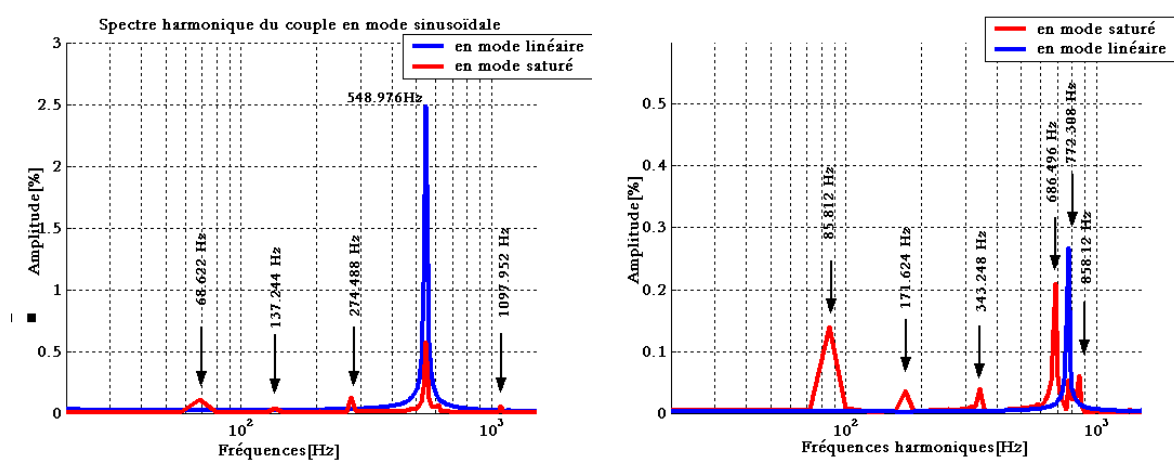 Spectre harmonique du couple en mode sinusoïdale
en mode linéaire
en mode saturé
3
2.5
2
1.5
1
0.5
0
Amplitude[%]
548.976Hz
68.622 Hz
137.244 Hz
274.488 Hz
1097.952 Hz
10²
10³
Fréquences[Hz]
en mode saturé
en mode linéaire
0.5
0.4
0.3
0.2
0.1
0
Amplitude[%]
85.812 Hz
171.624 Hz
343.248 Hz
686.496 Hz
772.308 Hz
858.12 Hz
10²
10³
Fréquences harmoniques[Hz]